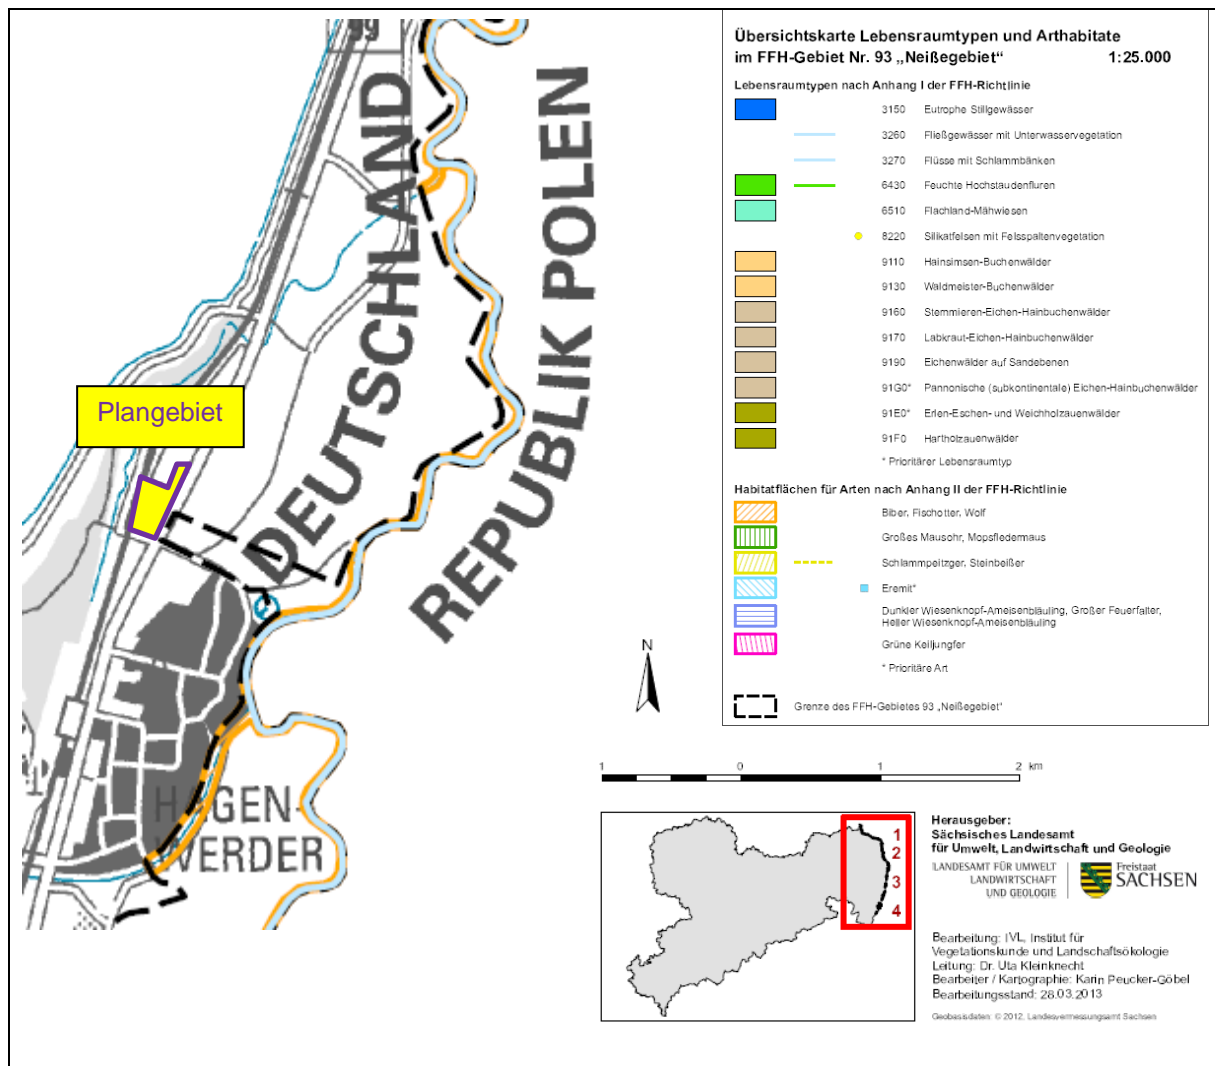 99
DEUTSCHLAND
REPUBLIK POLEN
Plangebiet
HAGEN-
WERDER
N
Übersichtskarte Lebensraumtypen und Arthabitate
im FFH-Gebiet Nr. 93 „Neißegebiet“ 1:25.000
Lebensraumtypen nach Anhang I der FFH-Richtlinie
3150 Eutrophe Stillgewässer
3260 Fließgewässer mit Unterwasservegetation
3270 Flüsse mit Schlammbänken
6430 Feuchte Hochstaudenfluren
6510 Flachland-Mähwiesen
8220 Silikatfelsen mit Felsspaltenvegetation
9110 Hainsimsen-Buchenwälder
9130 Waldmeister-Buchenwälder
9160 Sternmieren-Eichen-Hainbuchenwälder
9170 Labkraut-Eichen-Hainbuchenwälder
9190 Eichenwälder auf Sandebenen
91G0* Pannonische (subkontinentale) Eichen-Hainbuchenwälder
91E0* Erlen-Eschen- und Weichholzauenwälder
91F0 Hartholzauenwälder
* Prioritärer Lebensraumtyp
Habitatflächen für Arten nach Anhang II der FFH-Richtlinie
Biber, Fischotter, Wolf
Großes Mausohr, Mopsfledermaus
Schlammpeitzger, Steinbeißer
Eremit*
Dunkler Wiesenknopf-Ameisenbläuling, Großer Feuerfalter,
Heller Wiesenknopf-Ameisenbläuling
Grüne Keiljungfer
* Prioritäre Art
Grenze des FFH-Gebietes 93 „Neißegebiet“
1 0 1 2 km
1
2
3
4
Herausgeber:
Sächsisches Landesamt
für Umwelt, Landwirtschaft und Geologie
LANDESAMT FÜR UMWELT
LANDWIRTSCHAFT
UND GEOLOGIE
Freistaat
SACHSEN
Bearbeitung: IVL, Institut für
Vegetationskunde und Landschaftsökologie
Leitung: Dr. Uta Kleinknecht
Bearbeiter / Kartographie: Karin Peucker-Göbel
Bearbeitungsstand: 28.03.2013
Geobasisdaten: © 2012, Landesvermessungsamt Sachsen